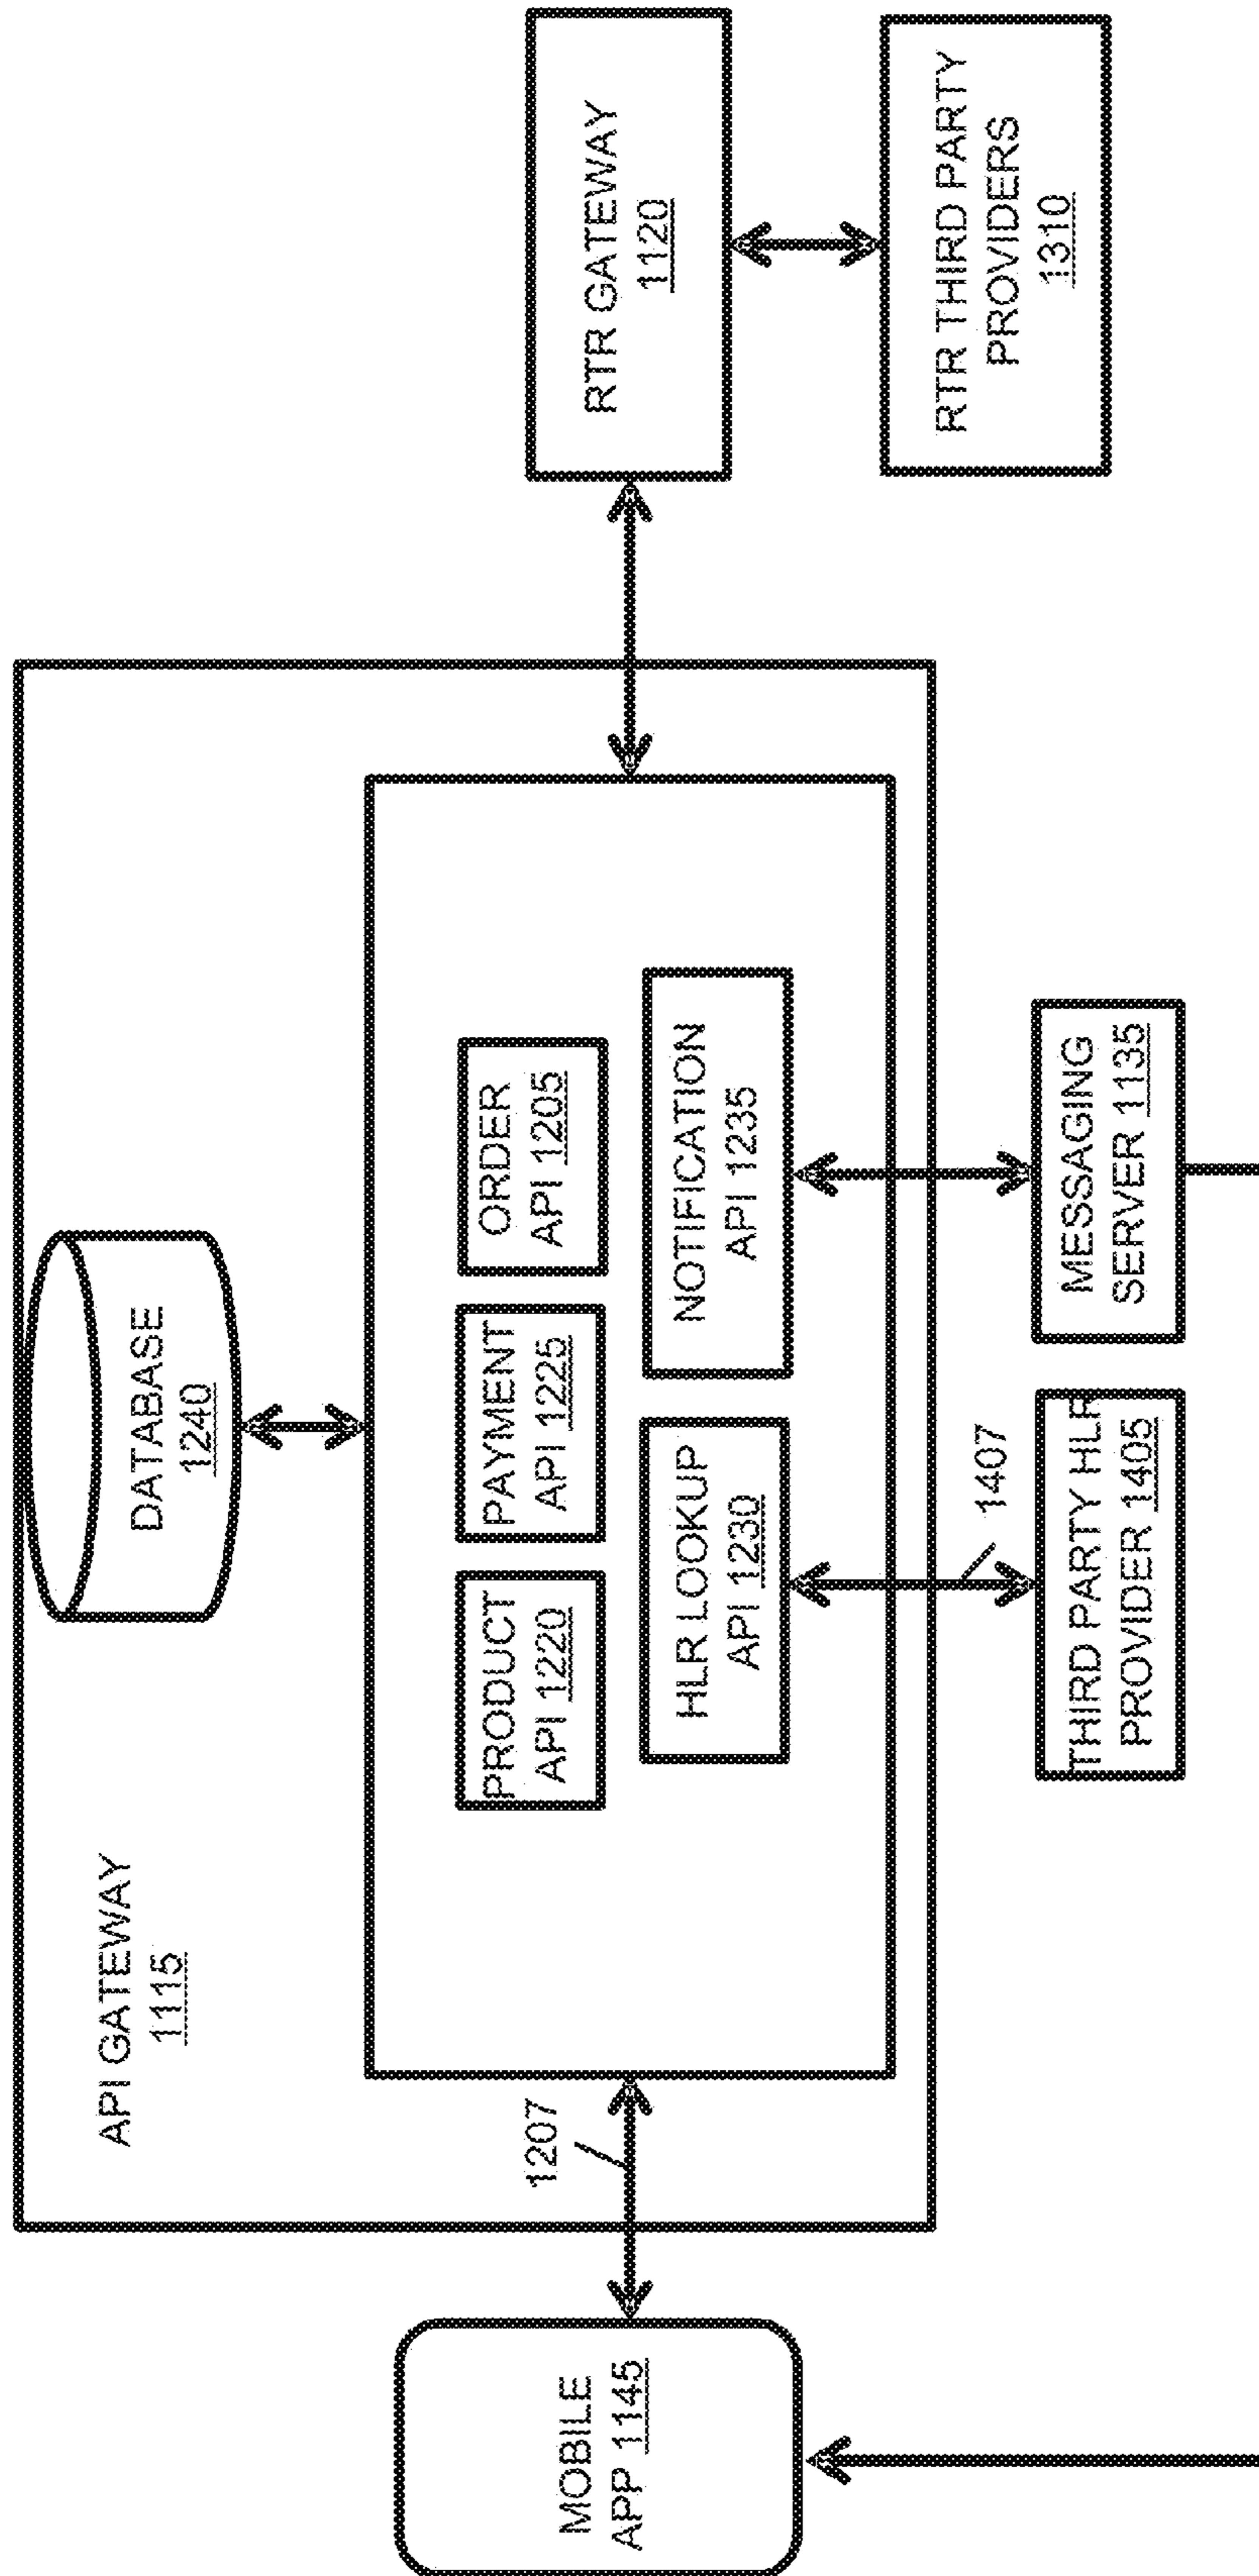 API GATEWAY
1115
DATABASE
1240
MOBILE
APP 1145
1207
PRODUCT
API 1220
PAYMENT
API 1225
ORDER
API 1205
HLR LOOKUP
API 1230
NOTIFICATION
API 1235
1407
THIRD PARTY HLR
PROVIDER 1405
MESSAGING
SERVER 1135
RTR GATEWAY
1120
RTR THIRD PARTY
PROVIDERS
1310